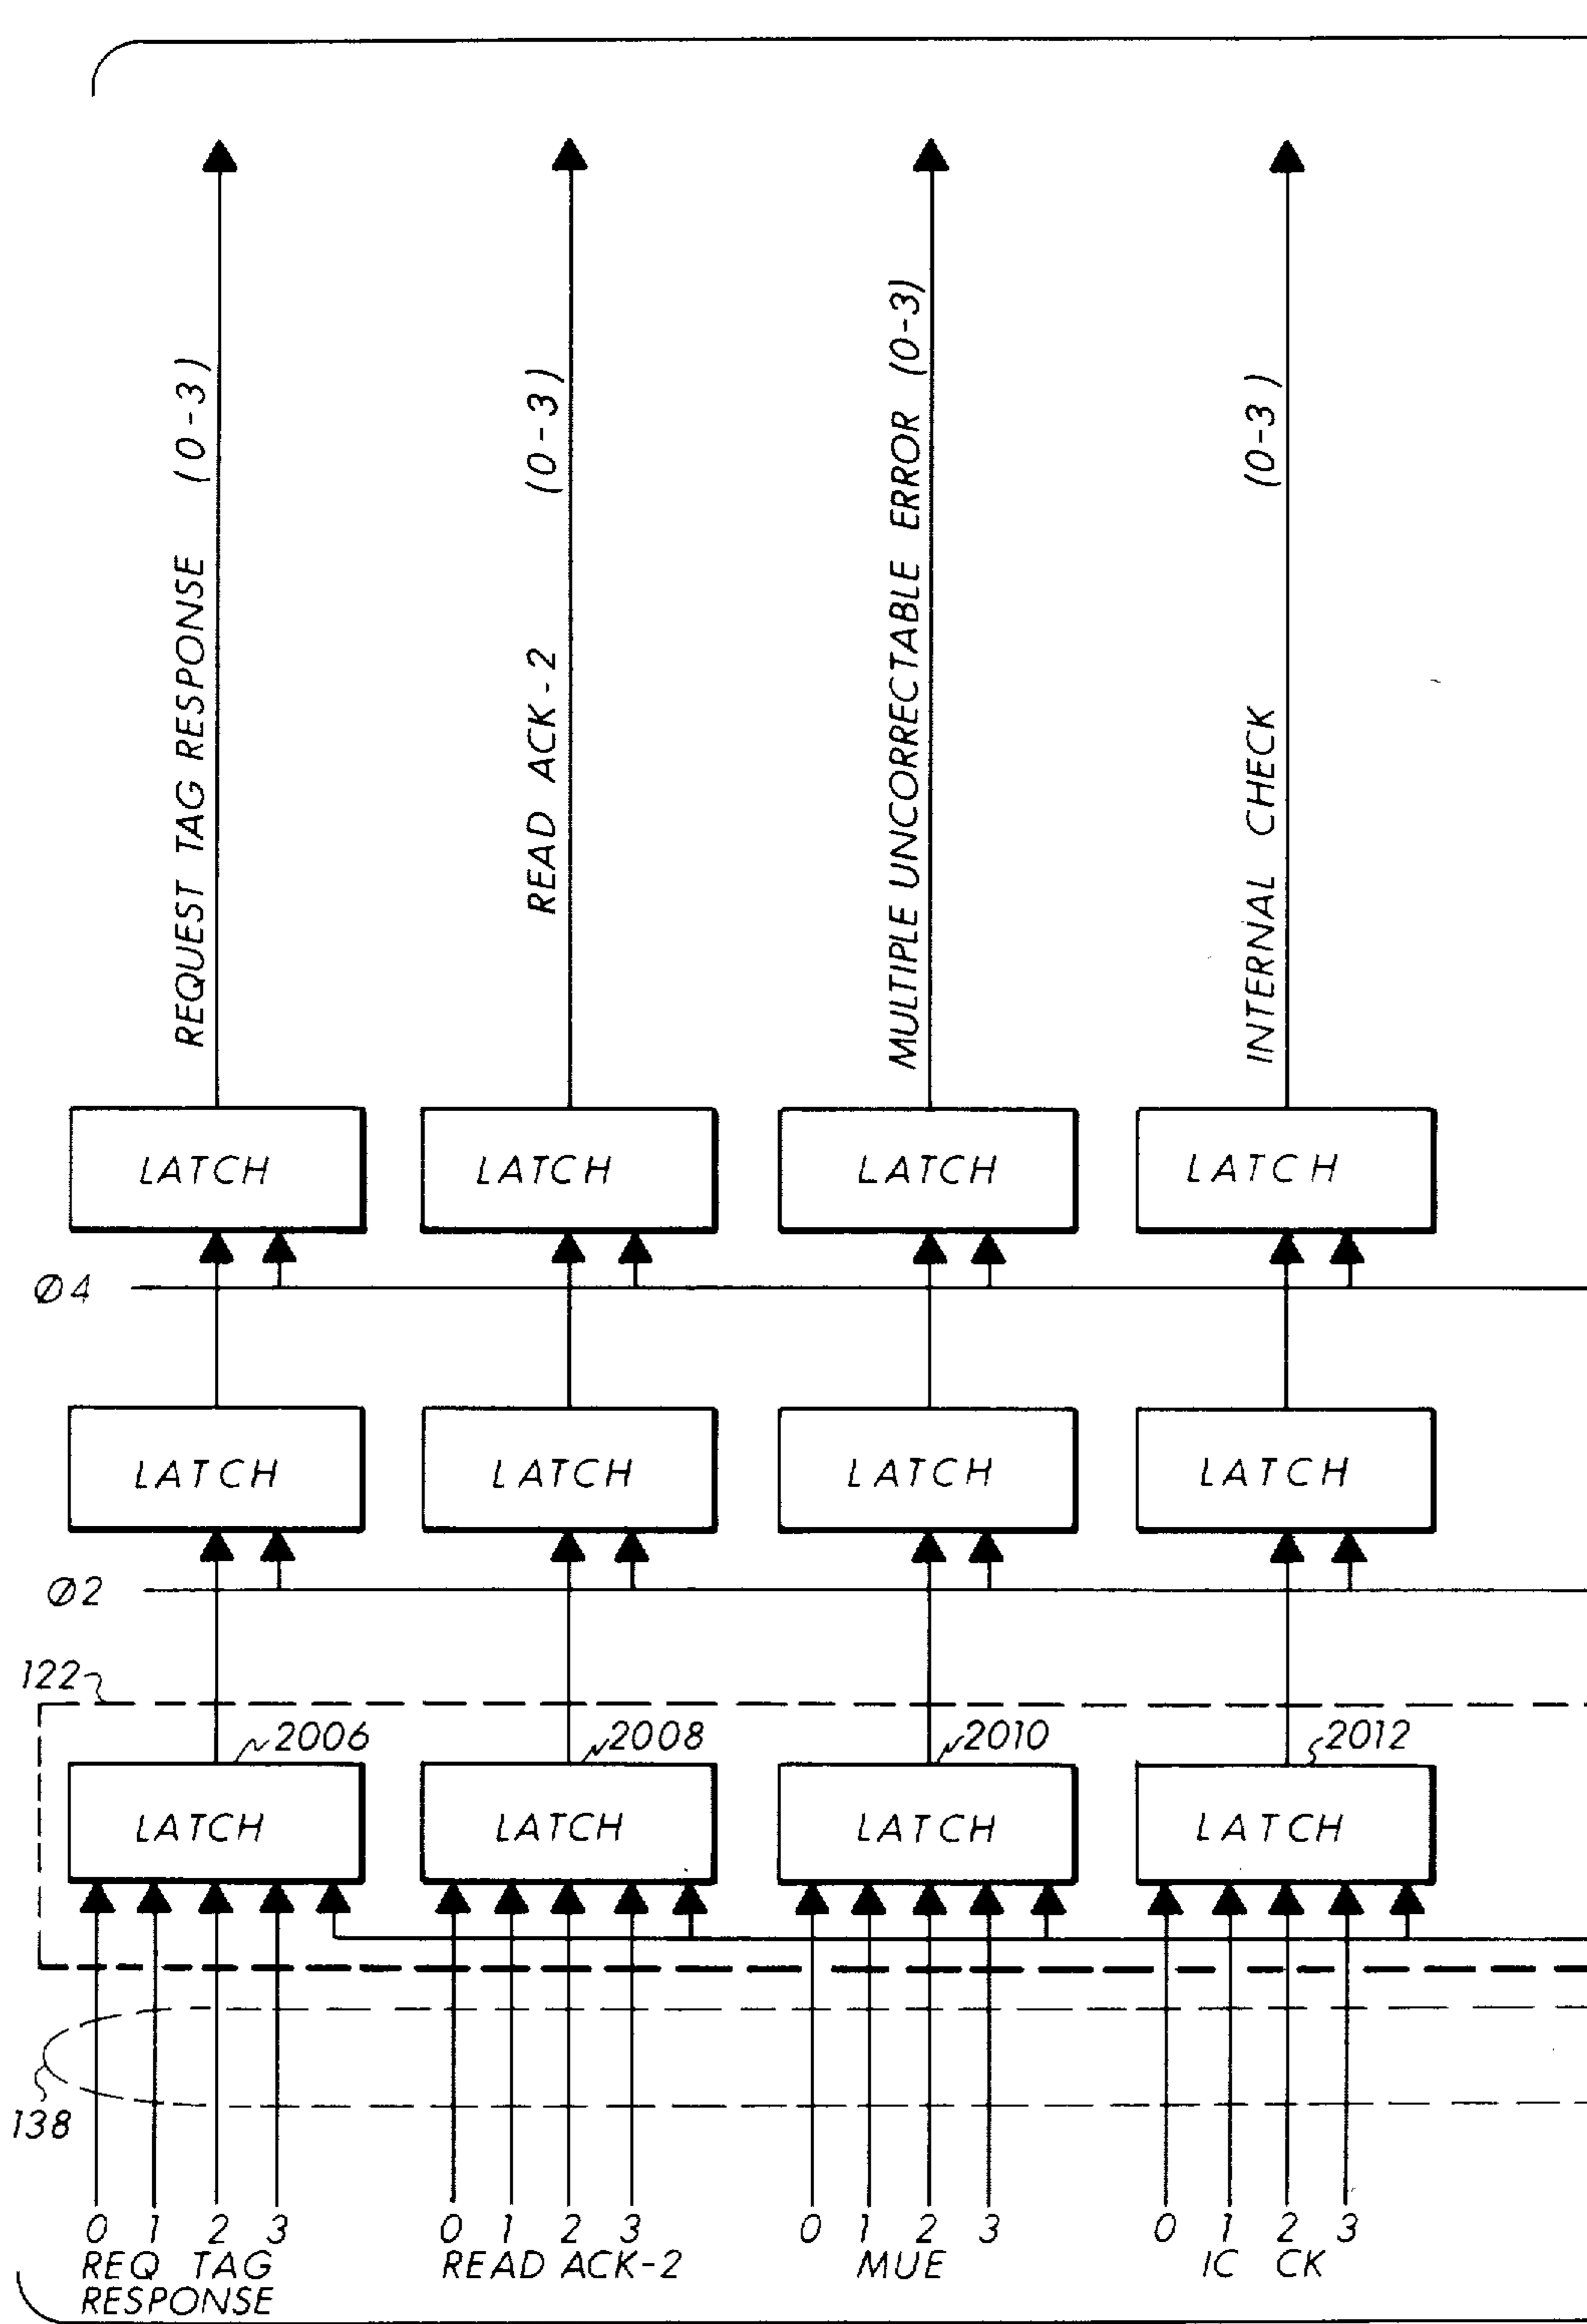 REQUEST TAG RESPONSE (0-3)
READ ACK-2 (0-3)
MULTIPLE UNCORRECTABLE ERROR (0-3)
INTERNAL CHECK (0-3)
LATCH LATCH LATCH LATCH
Ø4
LATCH LATCH LATCH LATCH
Ø2
122
2006 2008 2010 2012
LATCH LATCH LATCH LATCH
138
0 1 2 3 0 1 2 3 0 1 2 3 0 1 2 3
REQ TAG READ ACK-2 MUE IC CK
RESPONSE